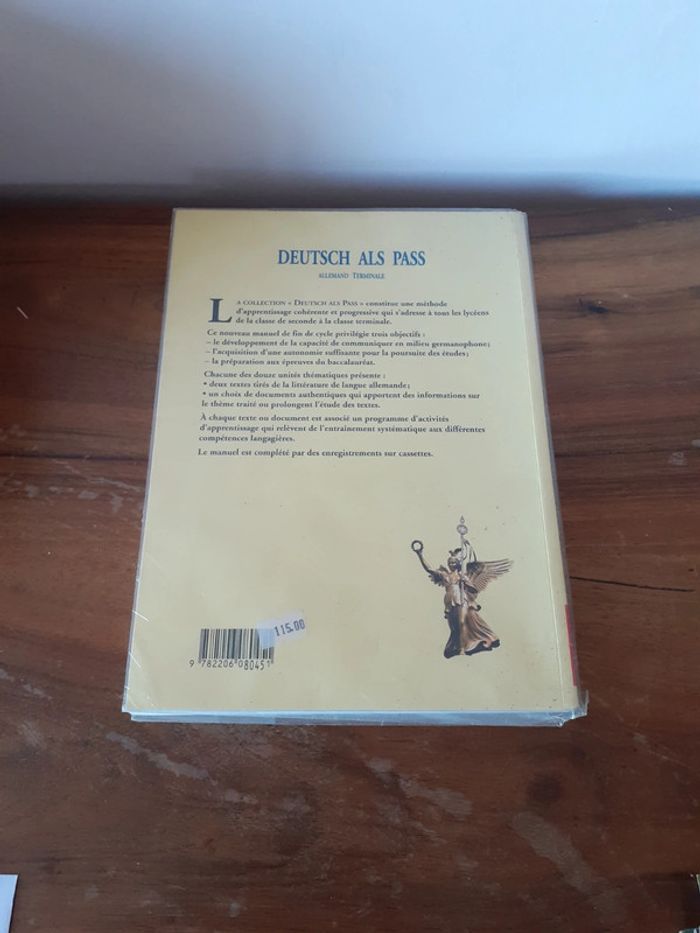 DEUTSCH ALS PASS
ALLEMAND TERMINALE
LA COLLECTION « DEUTSCH ALS PASS » constitue une méthode
d'apprentissage cohérente et progressive qui s'adresse à tous les lycéens
de la classe de seconde à la classe terminale.
Ce nouveau manuel de fin de cycle privilégie trois objectifs :
– le développement de la capacité de communiquer en milieu germanophone;
– l'acquisition d'une autonomie suffisante pour la poursuite des études;
– la préparation aux épreuves du baccalauréat.
Chacune des douze unités thématiques présente :
• deux textes tirés de la littérature de langue allemande;
• un choix de documents authentiques qui apportent des informations sur
le thème traité ou prolongent l'étude des textes.
À chaque texte ou document est associé un programme d'activités
d'apprentissage qui relèvent de l'entraînement systématique aux différentes
compétences langagières.
Le manuel est complété par des enregistrements sur cassettes.
115.00
9 782206 080451